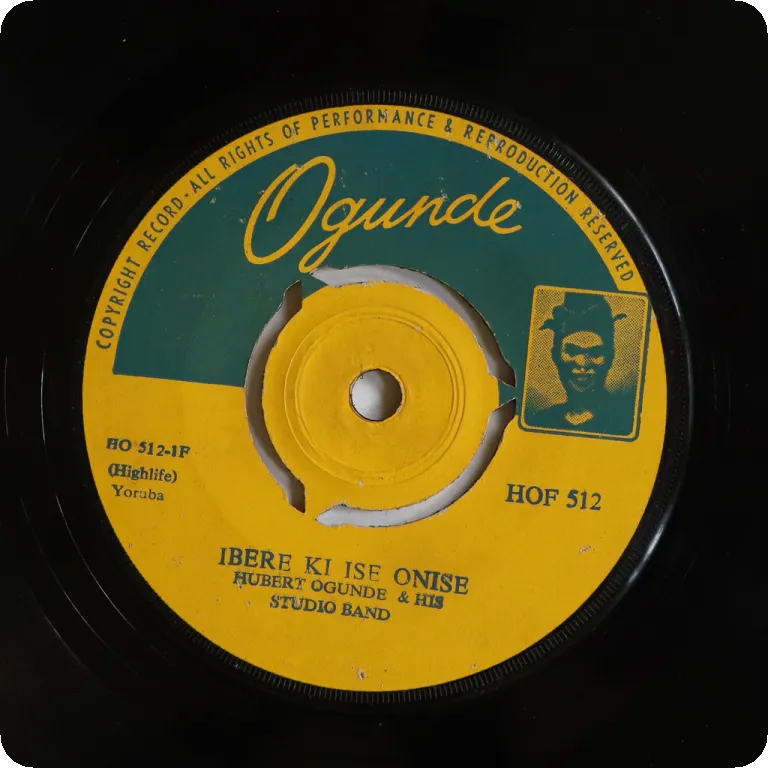 COPYRIGHT RECORD - ALL RIGHTS OF PERFORMANCE & REPRODUCTION RESERVED
Ogunde
HO 512-1F
(Highlife)
Yoruba
HOF 512
IBERE KI ISE ONISE
HUBERT OGUNDE & HIS
STUDIO BAND